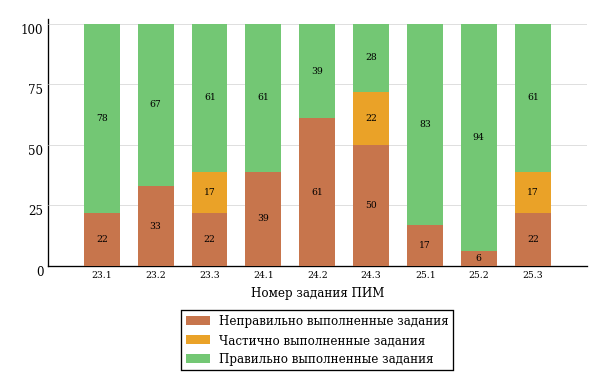 100
75
50
25
0
78 67 61 61 39 28 83 94 61
17 22 17
22 33 22 39 61 50 17 6 22
23.1 23.2 23.3 24.1 24.2 24.3 25.1 25.2 25.3
Номер задания ПИМ
Неправильно выполненные задания
Частично выполненные задания
Правильно выполненные задания